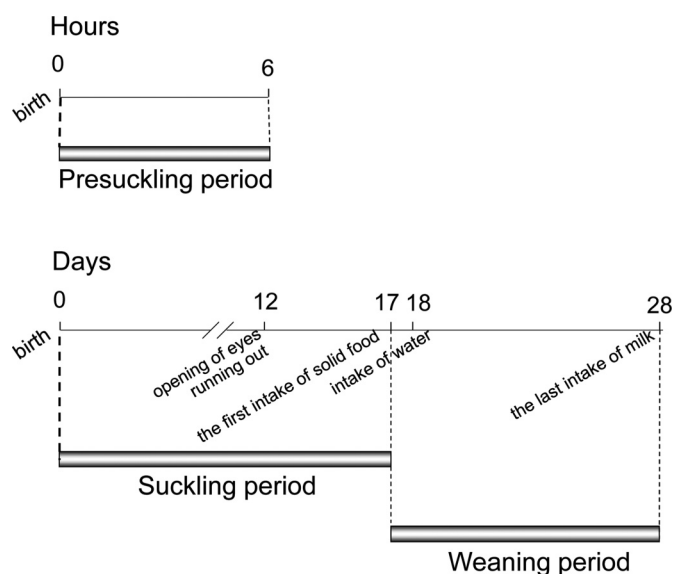 Hours
0 6
birth
Presuckling period
Days
0 12 17 18 28
birth
opening of eyes
running out
the first intake of solid food
intake of water
the last intake of milk
Suckling period
Weaning period